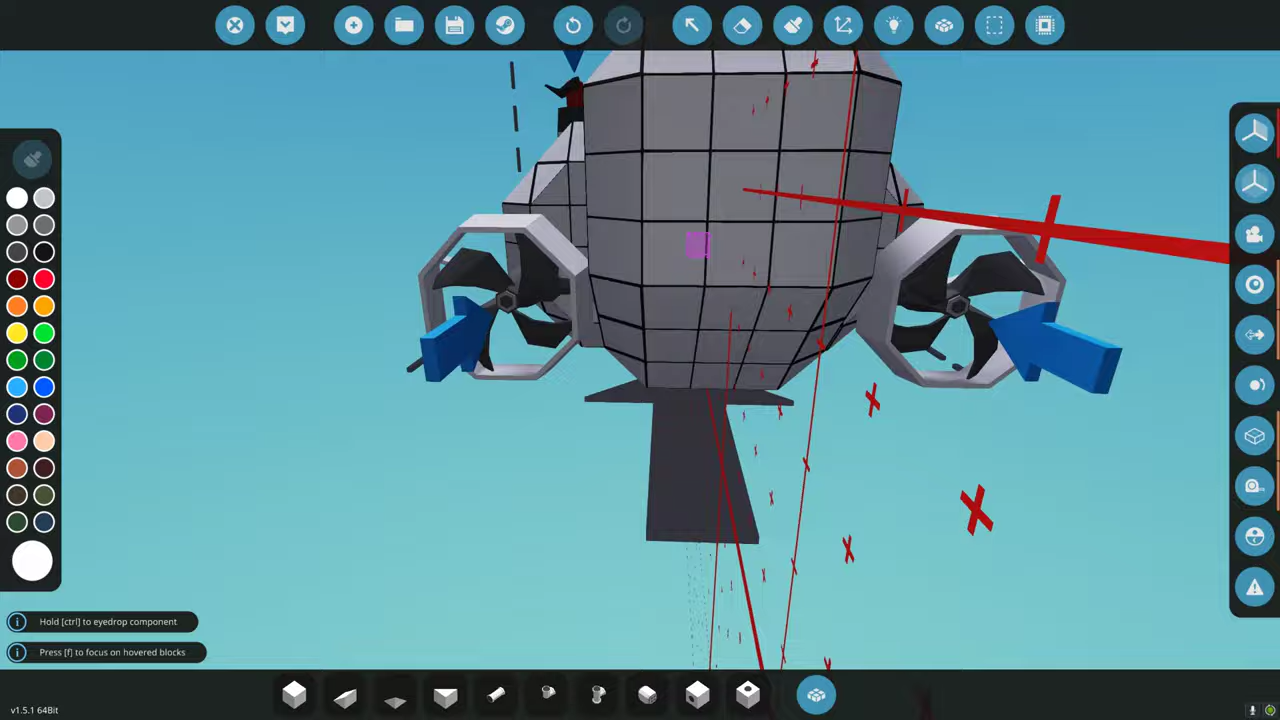 Hold [ctrl] to eyedrop component
Press [f] to focus on hovered blocks
v1.5.1 64Bit